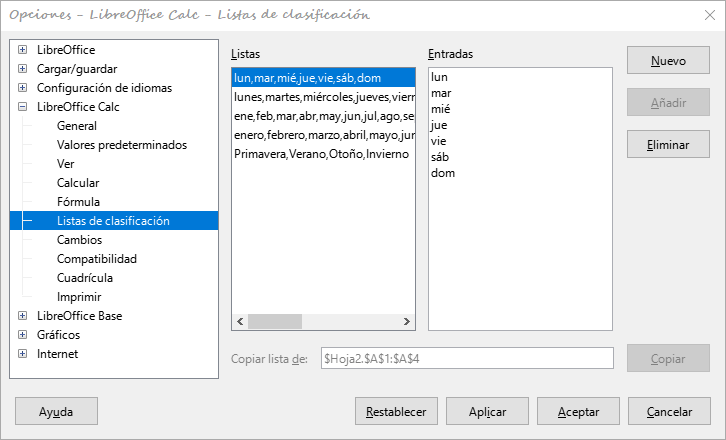 Opciones - LibreOffice Calc - Listas de clasificación
LibreOffice
Cargar/guardar
Configuración de idiomas
LibreOffice Calc
General
Valores predeterminados
Ver
Calcular
Fórmula
Listas de clasificación
Cambios
Compatibilidad
Cuadrícula
Imprimir
LibreOffice Base
Gráficos
Internet
Listas
lun,mar,mié,jue,vie,sáb,dom
lunes,martes,miércoles,jueves,viern
ene,feb,mar,abr,may,jun,jul,ago,se
enero,febrero,marzo,abril,mayo,jun
Primavera,Verano,Otoño,Invierno
Entradas
lun
mar
mié
jue
vie
sáb
dom
Nuevo
Añadir
Eliminar
Copiar lista de: $Hoja2.$A$1:$A$4 Copiar
Ayuda Restablecer Aplicar Aceptar Cancelar